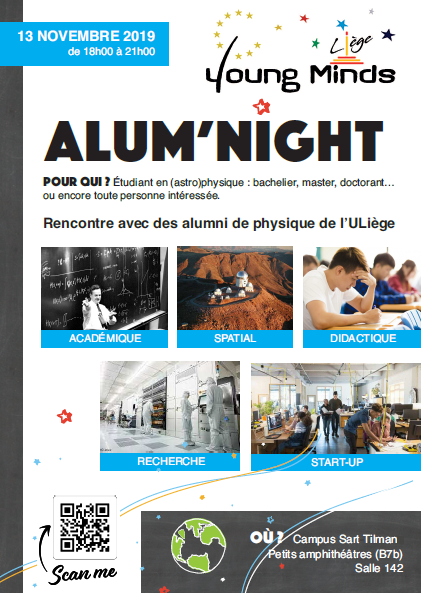 13 NOVEMBRE 2019
de 18h00 à 21h00
Liège
Young Minds
ALUM'NIGHT
POUR QUI ? Étudiant en (astro)physique : bachelier, master, doctorant...
ou encore toute personne intéressée.
Rencontre avec des alumni de physique de l'ULiège
ACADÉMIQUE
SPATIAL
DIDACTIQUE
RECHERCHE
START-UP
Scan me
OÙ ? Campus Sart Tilman
Petits amphithéâtres (B7b)
Salle 142